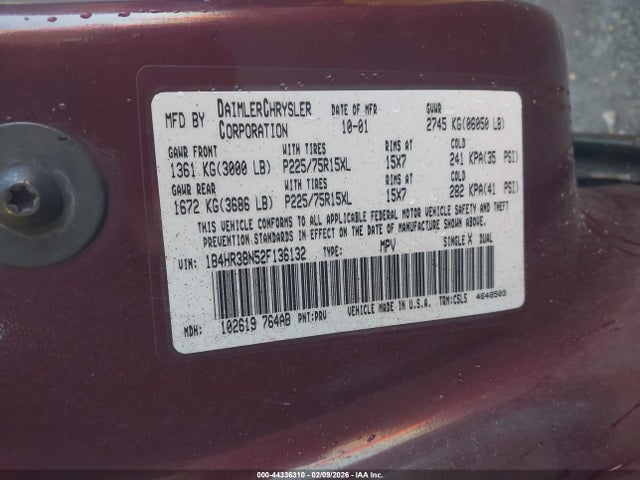 MFD BY DAIMLERCHRYSLER CORPORATION DATE OF MFR 10-01 GVWR 2745 KG(06050 LB)
GAWR FRONT WITH TIRES RIMS AT COLD
1361 KG(3000 LB) P225/75R15XL 15X7 241 KPA(35 PSI)
GAWR REAR WITH TIRES RIMS AT COLD
1672 KG(3686 LB) P225/75R15XL 15X7 282 KPA(41 PSI)
THIS VEHICLE CONFORMS TO ALL APPLICABLE FEDERAL MOTOR VEHICLE SAFETY AND THEFT
PREVENTION STANDARDS IN EFFECT ON THE DATE OF MANUFACTURE SHOWN ABOVE.
VIN: 1B4HR38N52F136132 TYPE: MPV SINGLE X DUAL
MDH: 102619 764AB PNT:PRV VEHICLE MADE IN U.S.A. TRM:C5L5 4648503
000-44336310 - 02/09/2026 - IAA Inc.